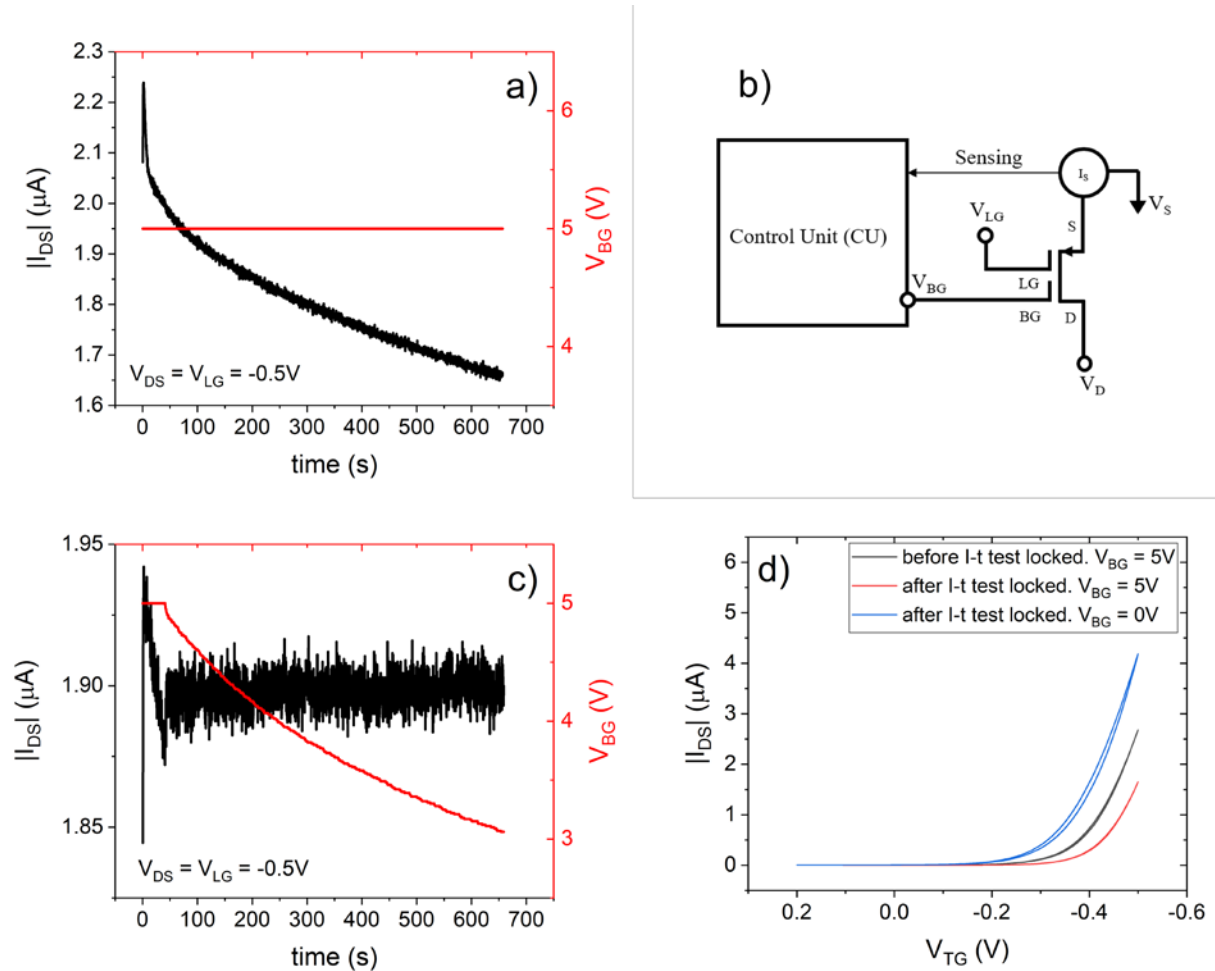 a)
2.3
2.2
2.1
2.0
1.9
1.8
1.7
1.6
|I_DS| (μA)
6
5
4
V_BG (V)
V_DS = V_LG = -0.5V
0 100 200 300 400 500 600 700
time (s)
b)
Sensing
I_S
V_S
V_LG
S
Control Unit (CU)
V_BG
LG
BG
D
V_D
c)
1.95
1.90
1.85
|I_DS| (μA)
5
4
3
V_BG (V)
V_DS = V_LG = -0.5V
0 100 200 300 400 500 600 700
time (s)
d)
before I-t test locked. V_BG = 5V
after I-t test locked. V_BG = 5V
after I-t test locked. V_BG = 0V
6
5
4
3
2
1
0
|I_DS| (μA)
0.2 0.0 -0.2 -0.4 -0.6
V_TG (V)